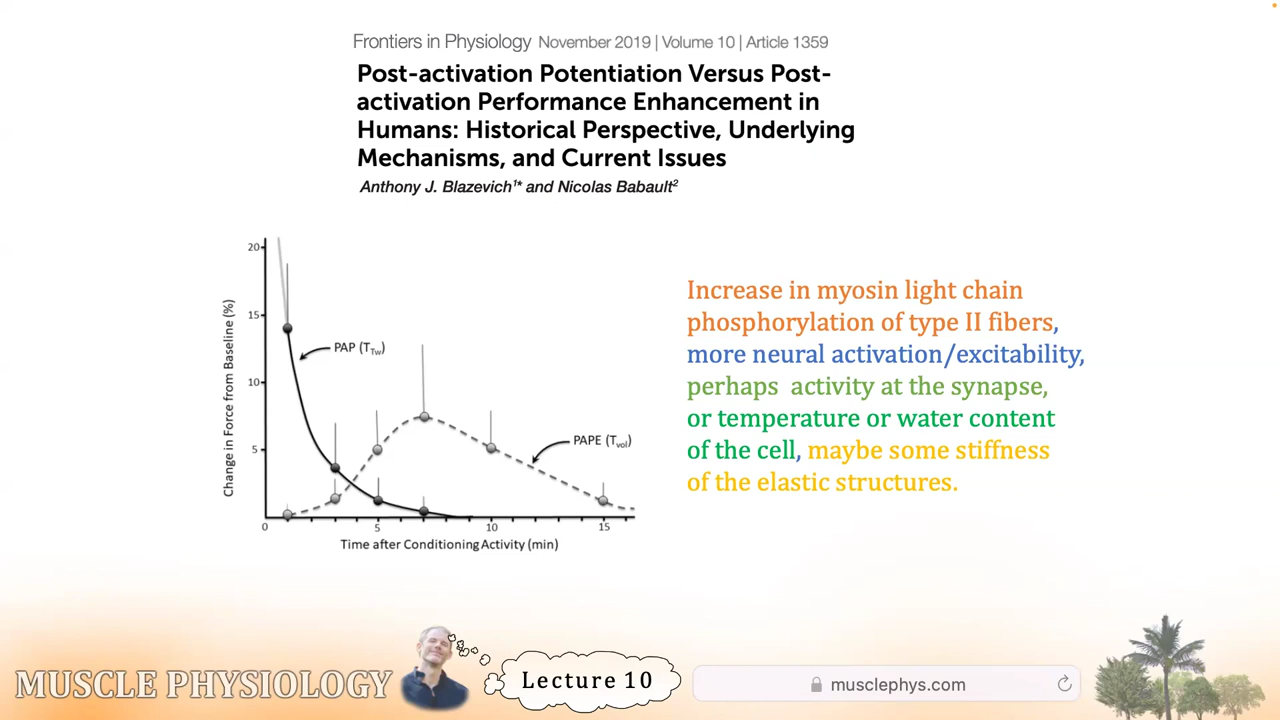 Frontiers in Physiology November 2019 | Volume 10 | Article 1359
Post-activation Potentiation Versus Post-
activation Performance Enhancement in
Humans: Historical Perspective, Underlying
Mechanisms, and Current Issues
Anthony J. Blazevich¹* and Nicolas Babault²
Change in Force from Baseline (%)
20
15
10
5
PAP (T_Tw)
PAPE (T_vol)
0 5 10 15
Time after Conditioning Activity (min)
Increase in myosin light chain
phosphorylation of type II fibers,
more neural activation/excitability,
perhaps activity at the synapse,
or temperature or water content
of the cell, maybe some stiffness
of the elastic structures.
MUSCLE PHYSIOLOGY
Lecture 10
musclephys.com